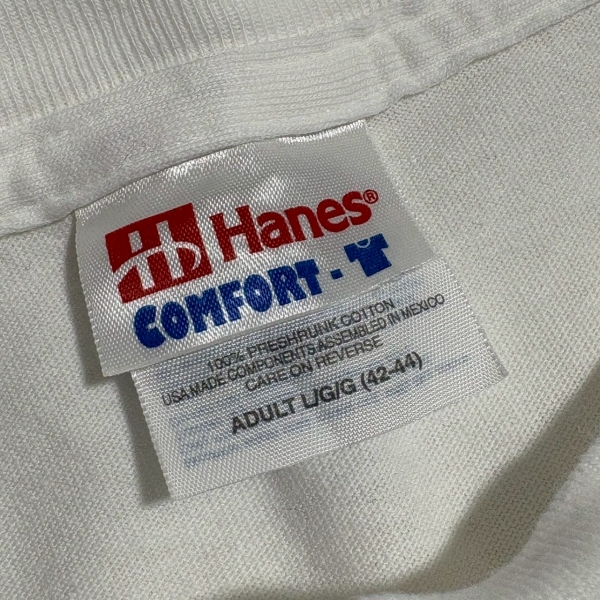 Hanes®
COMFORT-T
100% PRESHRUNK COTTON
USA MADE COMPONENTS ASSEMBLED IN MEXICO
CARE ON REVERSE
ADULT L/G/G (42-44)